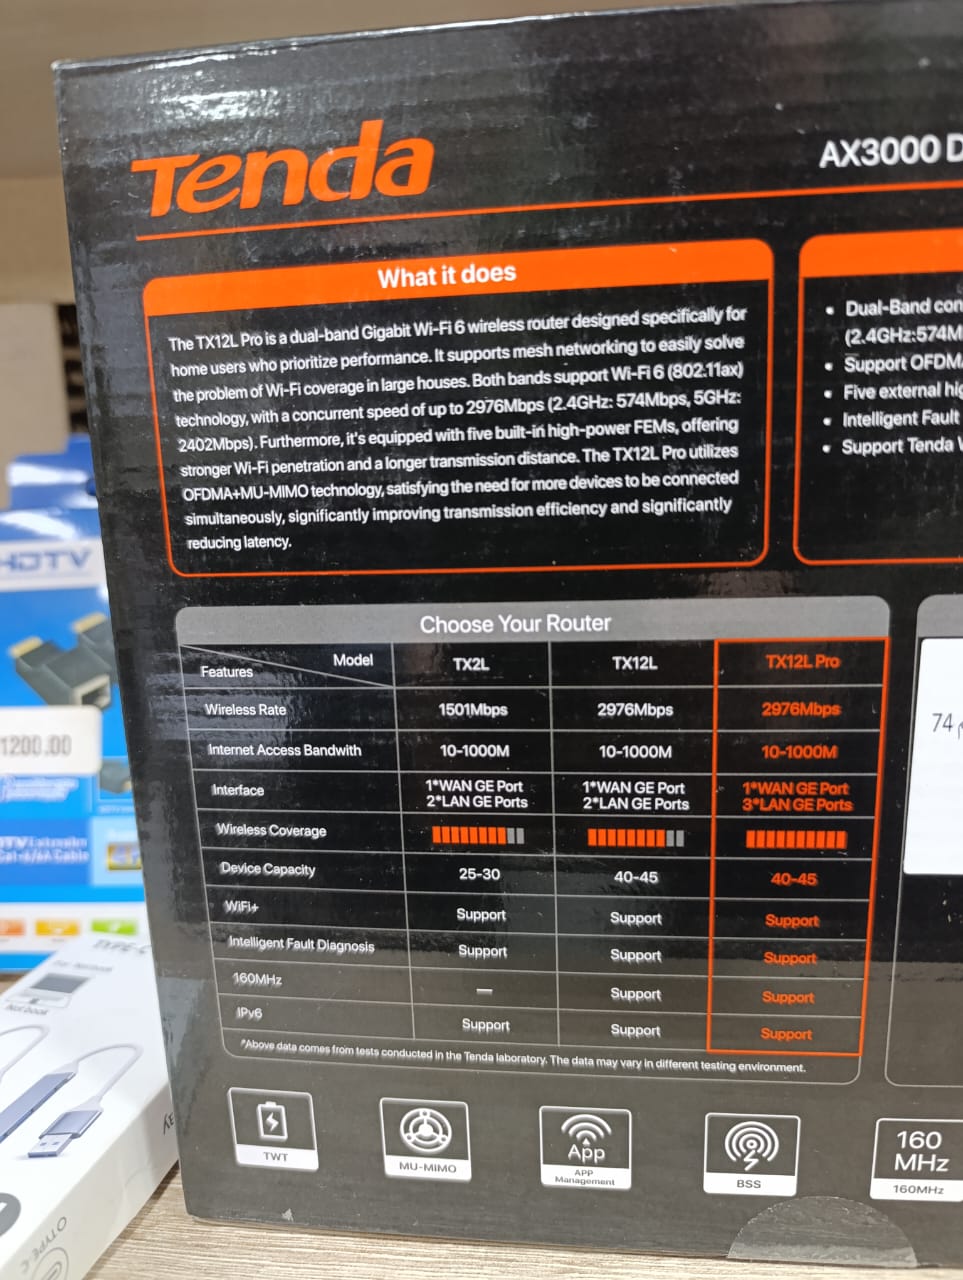 Tenda
AX3000 D
What it does
The TX12L Pro is a dual-band Gigabit Wi-Fi 6 wireless router designed specifically for
home users who prioritize performance. It supports mesh networking to easily solve
the problem of Wi-Fi coverage in large houses. Both bands support Wi-Fi 6 (802.11ax)
technology, with a concurrent speed of up to 2976Mbps (2.4GHz: 574Mbps, 5GHz:
2402Mbps). Furthermore, it's equipped with five built-in high-power FEMs, offering
stronger Wi-Fi penetration and a longer transmission distance. The TX12L Pro utilizes
OFDMA+MU-MIMO technology, satisfying the need for more devices to be connected
simultaneously, significantly improving transmission efficiency and significantly
reducing latency.
• Dual-Band con
(2.4GHz:574M
• Support OFDMA
• Five external hig
• Intelligent Fault
• Support Tenda W
Choose Your Router
Features Model TX2L TX12L TX12L Pro
Wireless Rate 1501Mbps 2976Mbps 2976Mbps
Internet Access Bandwith 10-1000M 10-1000M 10-1000M
Interface 1*WAN GE Port 1*WAN GE Port 1*WAN GE Port
2*LAN GE Ports 2*LAN GE Ports 3*LAN GE Ports
Wireless Coverage
Device Capacity 25-30 40-45 40-45
WiFi+ Support Support Support
Intelligent Fault Diagnosis Support Support Support
160MHz — Support Support
IPv6 Support Support Support
*Above data comes from tests conducted in the Tenda laboratory. The data may vary in different testing environment.
TWT
MU-MIMO
App
APP
Management
BSS
160
MHz
160MHz
74
HDTV
1200.00
TYPE-C
Notbook
OTYPE C